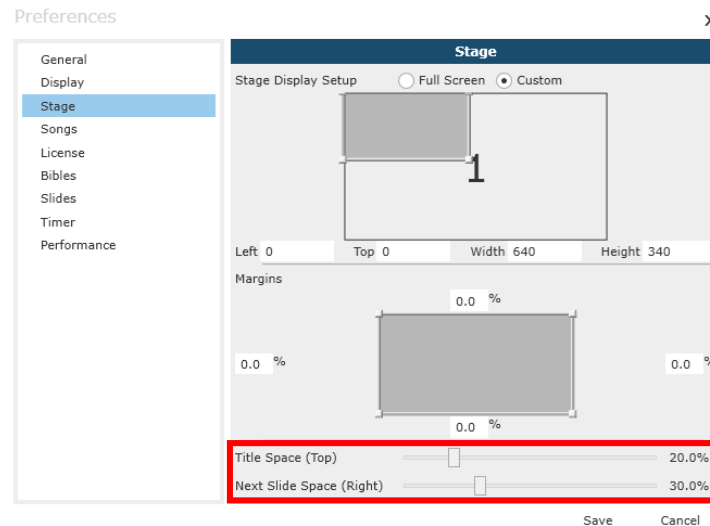 Preferences
x
General
Display
Stage
Songs
License
Bibles
Slides
Timer
Performance
Stage
Stage Display Setup Full Screen Custom
1
Left 0 Top 0 Width 640 Height 340
Margins
0.0 %
0.0 % 0.0 %
0.0 %
Title Space (Top) 20.0%
Next Slide Space (Right) 30.0%
Save Cancel